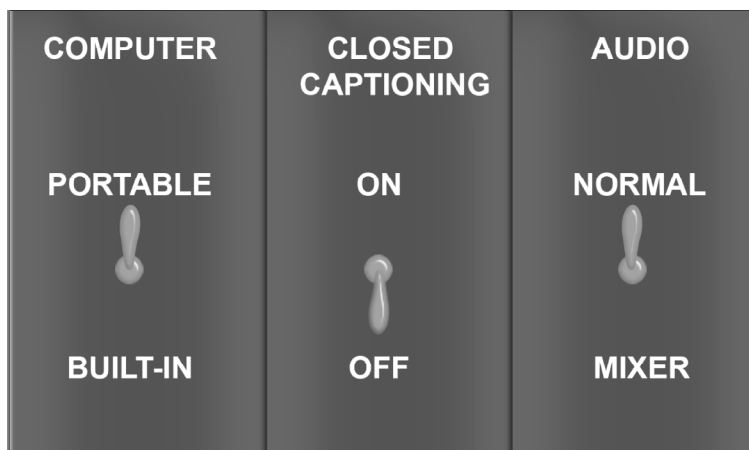 COMPUTER
PORTABLE
BUILT-IN
CLOSED
CAPTIONING
ON
OFF
AUDIO
NORMAL
MIXER